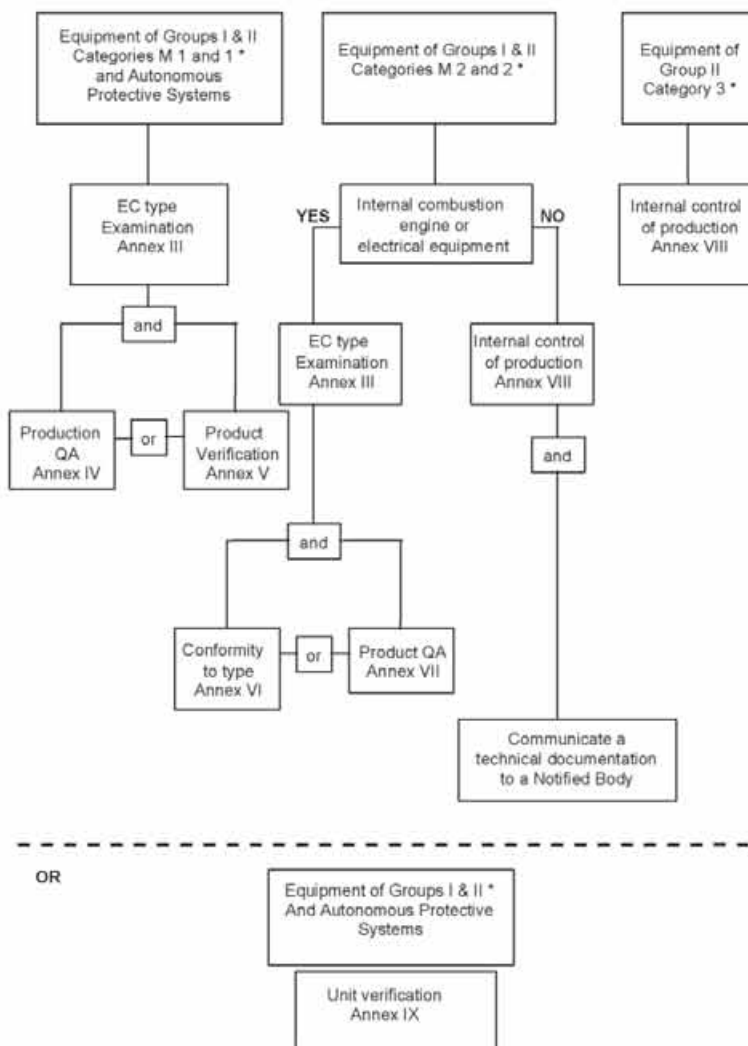 Equipment of Groups I & II
Categories M 1 and 1 *
and Autonomous
Protective Systems
Equipment of Groups I & II
Categories M 2 and 2 *
Equipment of
Group II
Category 3 *
EC type
Examination
Annex III
YES
Internal combustion
engine or
electrical equipment
NO
Internal control
of production
Annex VIII
and
Production
QA
Annex IV
or
Product
Verification
Annex V
EC type
Examination
Annex III
Internal control
of production
Annex VIII
and
and
Conformity
to type
Annex VI
or
Product QA
Annex VII
Communicate a
technical documentation
to a Notified Body
OR
Equipment of Groups I & II *
And Autonomous Protective
Systems
Unit verification
Annex IX